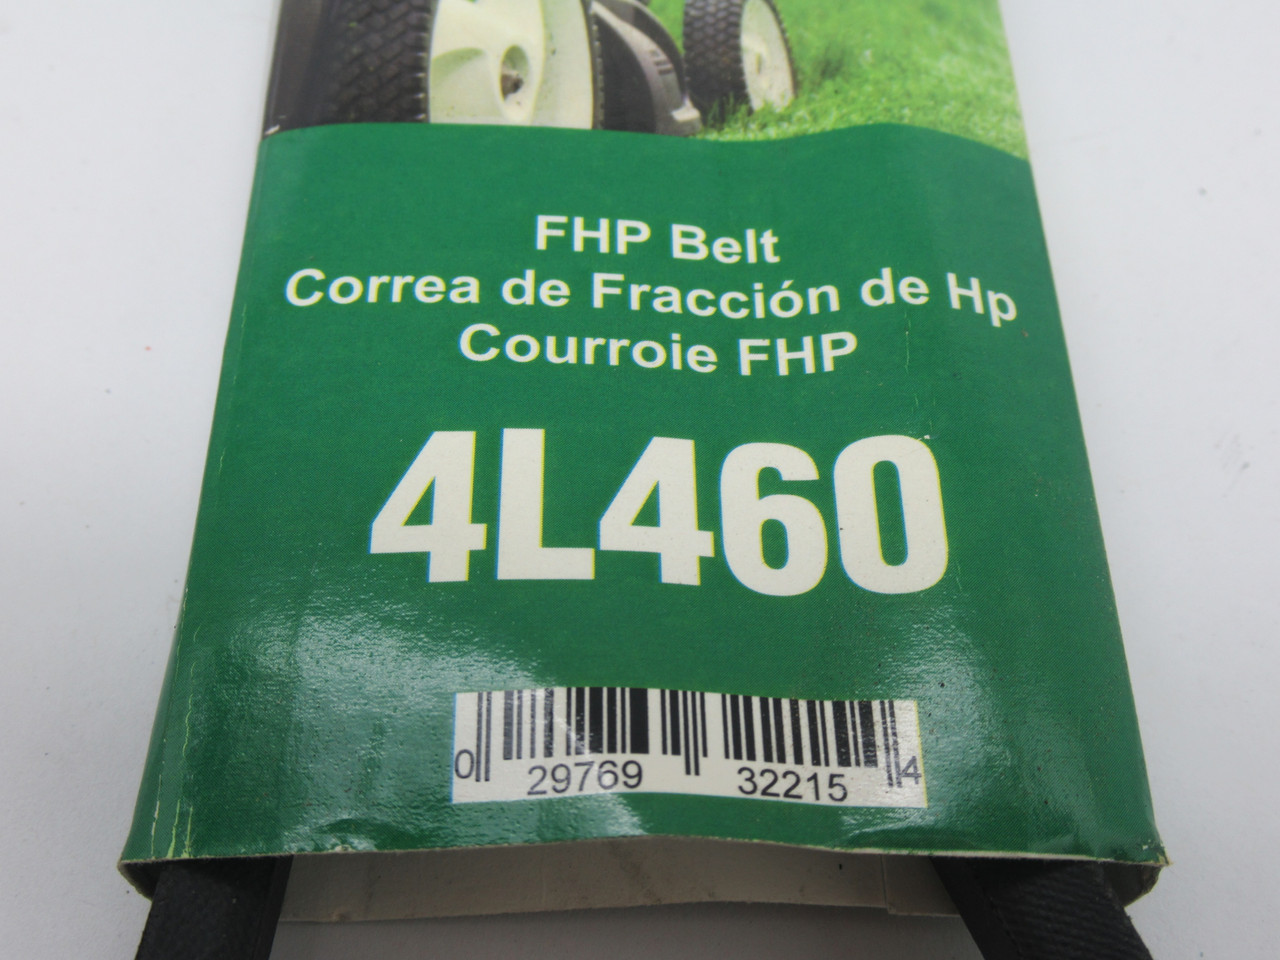 FHP Belt
Correa de Fracción de Hp
Courroie FHP
4L460
0 29769 32215 4